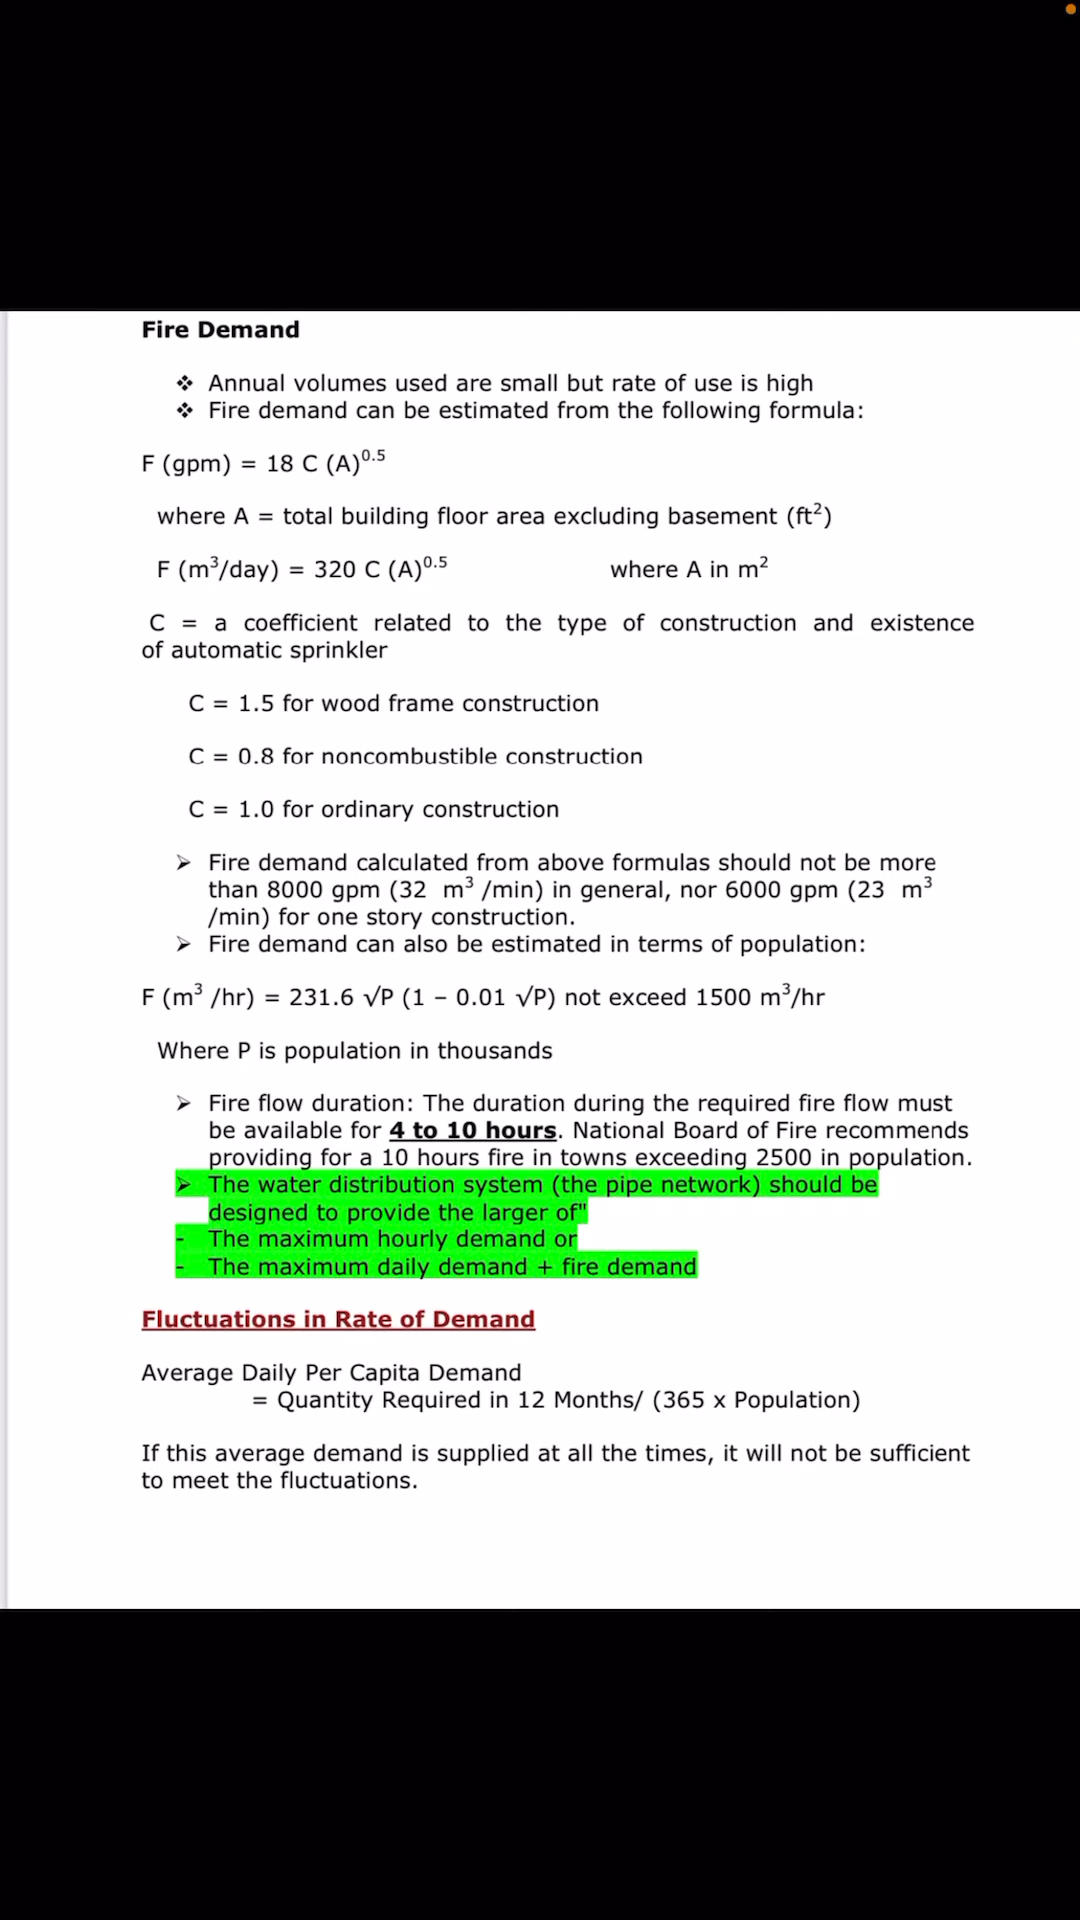 Fire Demand
❖ Annual volumes used are small but rate of use is high
❖ Fire demand can be estimated from the following formula:
F (gpm) = 18 C (A)^0.5
where A = total building floor area excluding basement (ft²)
F (m³/day) = 320 C (A)^0.5 where A in m²
C = a coefficient related to the type of construction and existence
of automatic sprinkler
C = 1.5 for wood frame construction
C = 0.8 for noncombustible construction
C = 1.0 for ordinary construction
➢ Fire demand calculated from above formulas should not be more
than 8000 gpm (32 m³ /min) in general, nor 6000 gpm (23 m³
/min) for one story construction.
➢ Fire demand can also be estimated in terms of population:
F (m³ /hr) = 231.6 √P (1 – 0.01 √P) not exceed 1500 m³/hr
Where P is population in thousands
➢ Fire flow duration: The duration during the required fire flow must
be available for 4 to 10 hours. National Board of Fire recommends
providing for a 10 hours fire in towns exceeding 2500 in population.
➢ The water distribution system (the pipe network) should be
designed to provide the larger of"
- The maximum hourly demand or
- The maximum daily demand + fire demand
Fluctuations in Rate of Demand
Average Daily Per Capita Demand
= Quantity Required in 12 Months/ (365 x Population)
If this average demand is supplied at all the times, it will not be sufficient
to meet the fluctuations.